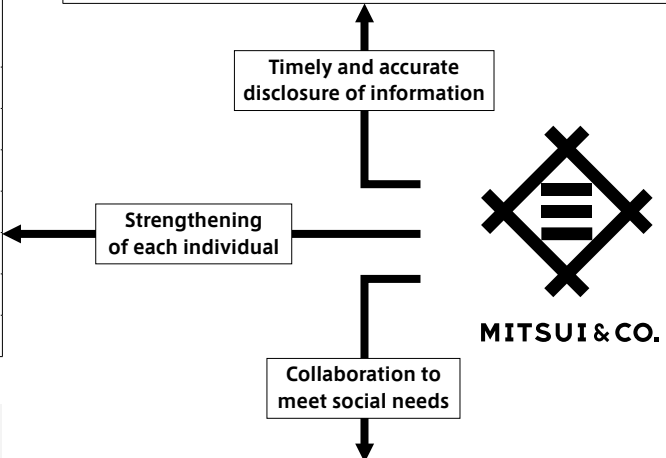 Timely and accurate
disclosure of information
Strengthening
of each individual
MITSUI & CO.
Collaboration to
meet social needs